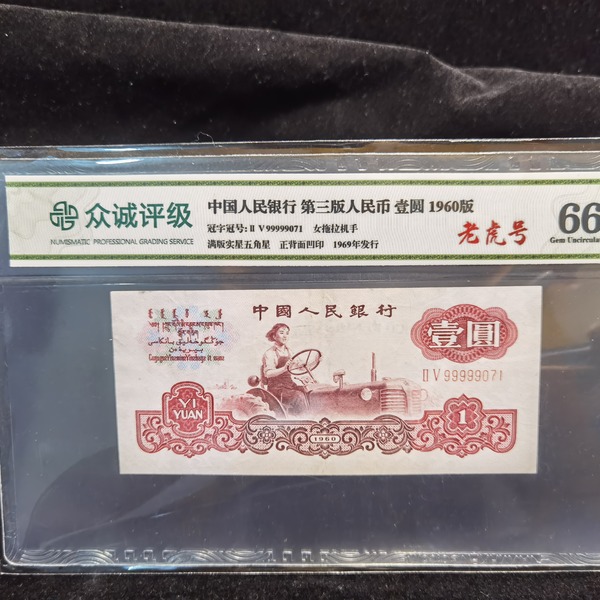 众诚评级
NUMISMATIC PROFESSIONAL GRADING SERVICE
中国人民银行 第三版人民币 壹圆 1960版
冠字冠号: II V 99999071 女拖拉机手
满版实星五角星 正背面凹印 1969年发行
老虎号
66
Gem Uncircula
中國人民銀行
壹圓
II V 99999071
YI
YUAN
1960
1